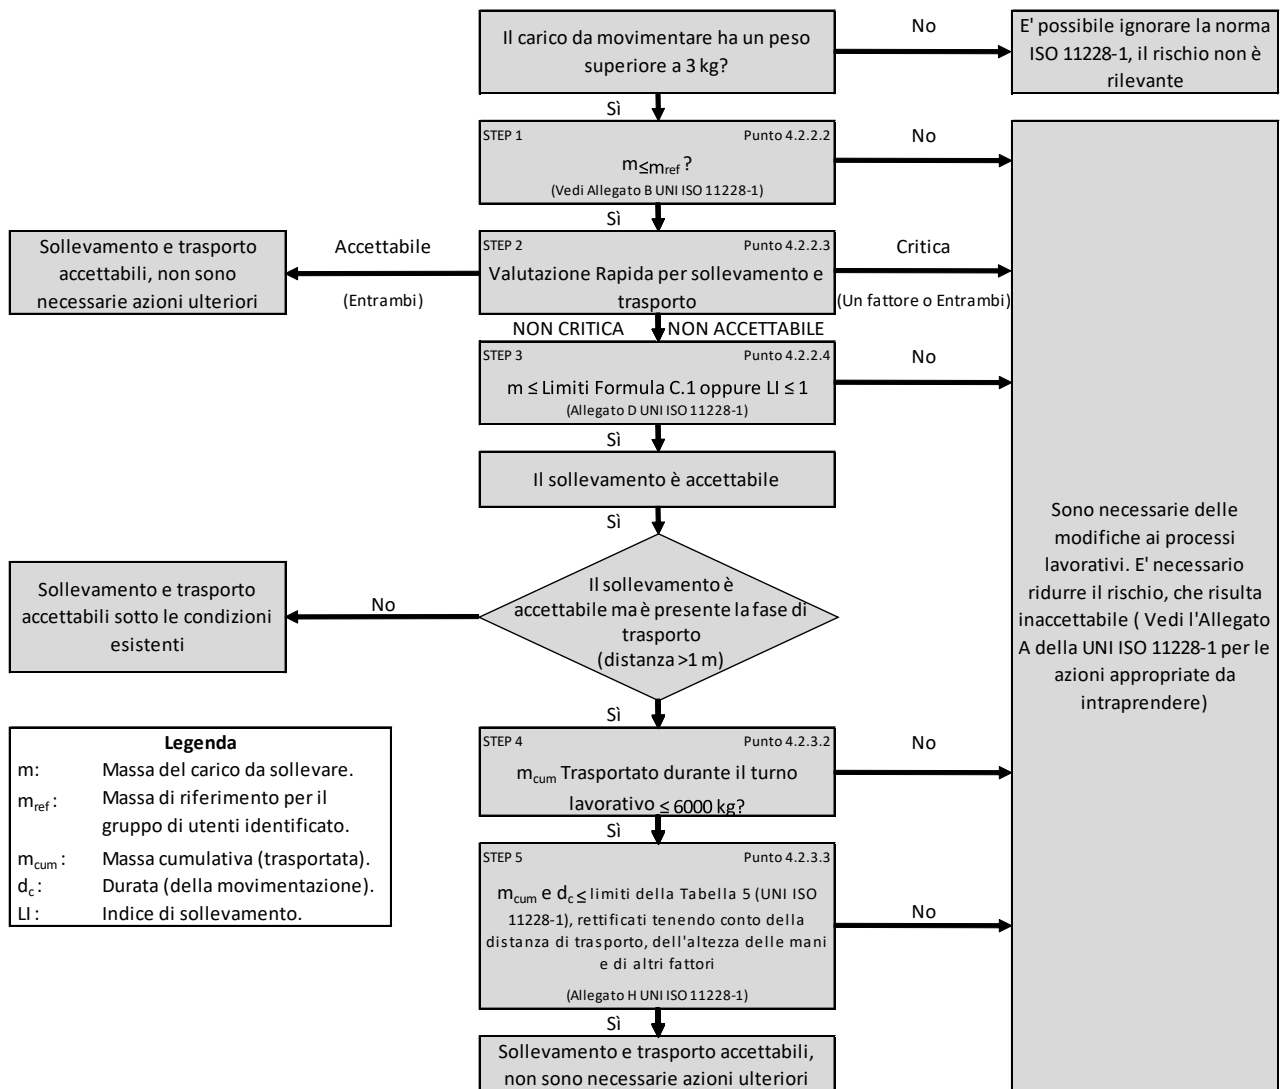 Il carico da movimentare ha un peso
superiore a 3 kg?
No
E' possibile ignorare la norma
ISO 11228-1, il rischio non è
rilevante
Sì
STEP 1 Punto 4.2.2.2
m≤mref ?
(Vedi Allegato B UNI ISO 11228-1)
No
Sì
Sollevamento e trasporto
accettabili, non sono
necessarie azioni ulteriori
Accettabile
(Entrambi)
STEP 2 Punto 4.2.2.3
Valutazione Rapida per sollevamento e
trasporto
Critica
(Un fattore o Entrambi)
NON CRITICA NON ACCETTABILE
STEP 3 Punto 4.2.2.4
m ≤ Limiti Formula C.1 oppure LI ≤ 1
(Allegato D UNI ISO 11228-1)
No
Sì
Il sollevamento è accettabile
Sì
Sollevamento e trasporto
accettabili sotto le condizioni
esistenti
No
Il sollevamento è
accettabile ma è presente la fase di
trasporto
(distanza >1 m)
Sono necessarie delle
modifiche ai processi
lavorativi. E' necessario
ridurre il rischio, che risulta
inaccettabile ( Vedi l'Allegato
A della UNI ISO 11228-1 per le
azioni appropriate da
intraprendere)
Sì
STEP 4 Punto 4.2.3.2
mcum Trasportato durante il turno
lavorativo ≤ 6000 kg?
No
Sì
STEP 5 Punto 4.2.3.3
mcum e dc ≤ limiti della Tabella 5 (UNI ISO
11228-1), rettificati tenendo conto della
distanza di trasporto, dell'altezza delle mani
e di altri fattori
(Allegato H UNI ISO 11228-1)
No
Sì
Sollevamento e trasporto accettabili,
non sono necessarie azioni ulteriori
Legenda
m: Massa del carico da sollevare.
mref : Massa di riferimento per il
gruppo di utenti identificato.
mcum : Massa cumulativa (trasportata).
dc : Durata (della movimentazione).
LI : Indice di sollevamento.